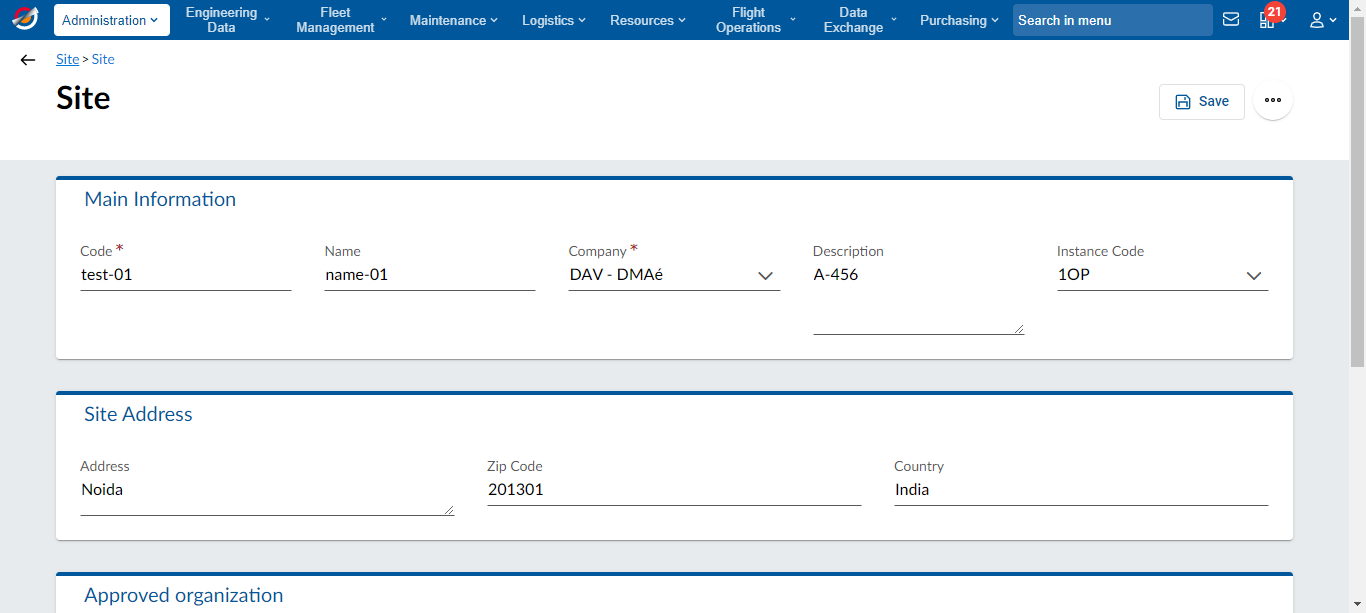 Administration
Engineering
Data
Fleet
Management
Maintenance
Logistics
Resources
Flight
Operations
Data
Exchange
Purchasing
Search in menu
21
Site > Site
Site
Save
Main Information
Code * Name Company * Description Instance Code
test-01 name-01 DAV - DMAé A-456 1OP
Site Address
Address Zip Code Country
Noida 201301 India
Approved organization